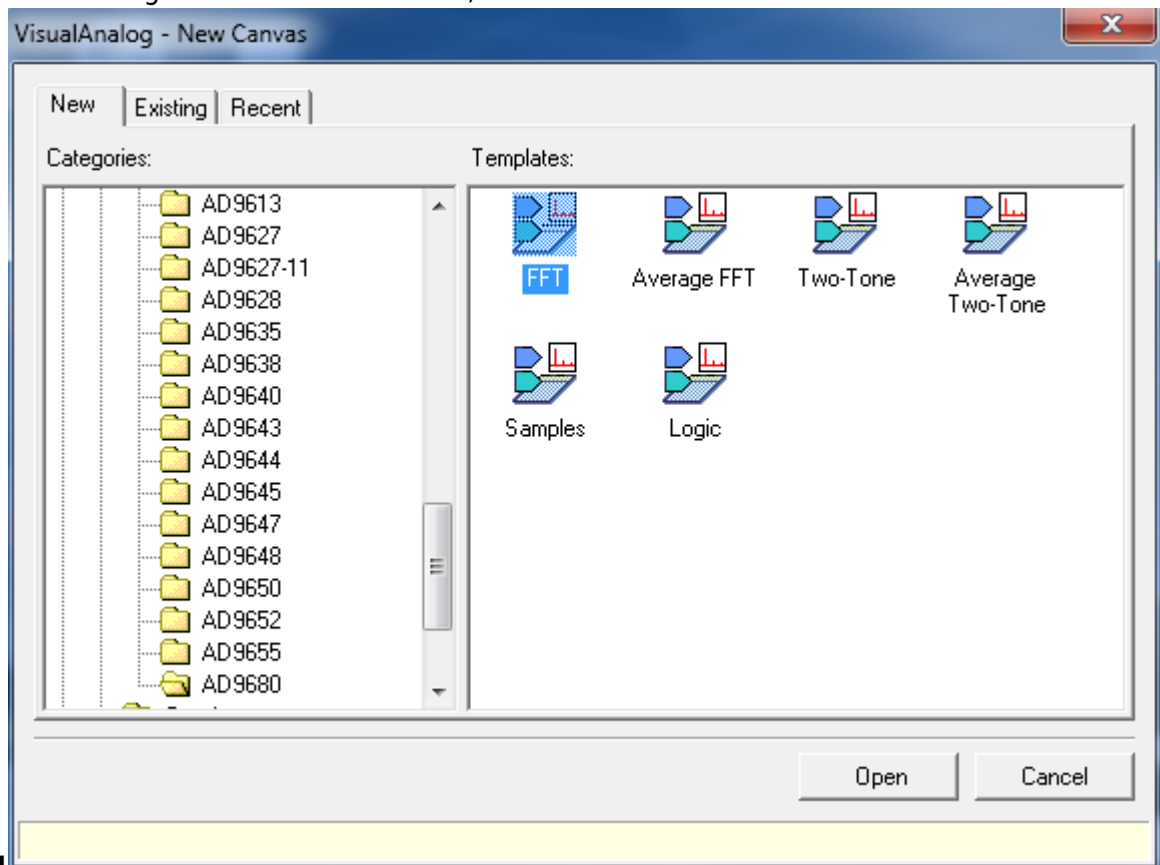 VisualAnalog - New Canvas
New
Existing
Recent
Categories:
Templates:
AD9613
AD9627
AD9627-11
AD9628
AD9635
AD9638
AD9640
AD9643
AD9644
AD9645
AD9647
AD9648
AD9650
AD9652
AD9655
AD9680
FFT
Average FFT
Two-Tone
Average
Two-Tone
Samples
Logic
Open
Cancel